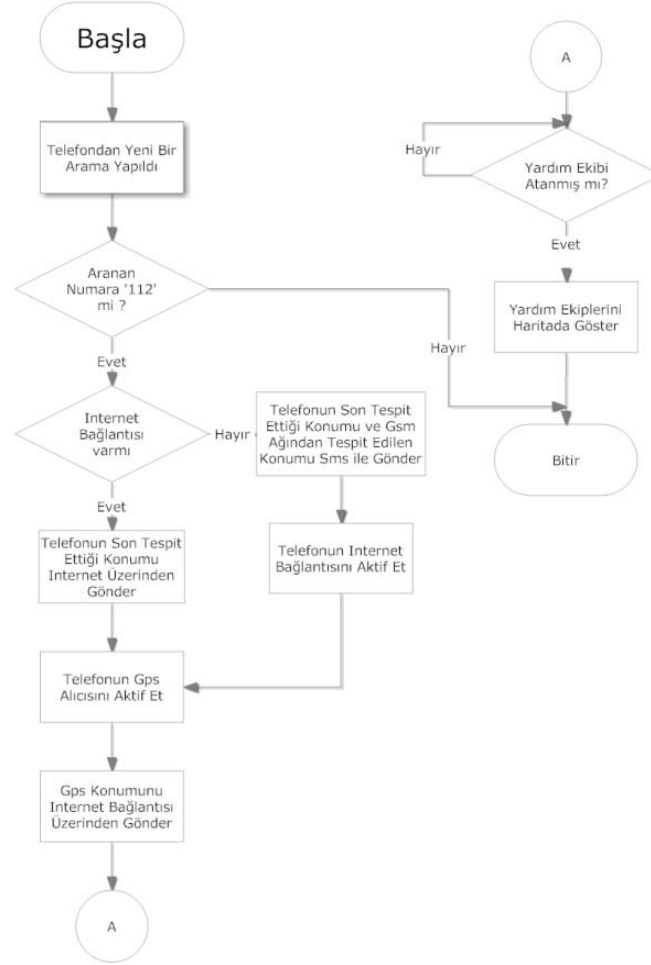 Başla
Telefondan Yeni Bir
Arama Yapıldı
Aranan
Numara '112'
mi ?
Evet
Hayır
Internet
Bağlantısı
varmı
Hayır
Telefonun Son Tespit
Ettiği Konumu ve Gsm
Ağından Tespit Edilen
Konumu Sms ile Gönder
Evet
Telefonun Son Tespit
Ettiği Konumu
Internet Üzerinden
Gönder
Telefonun Internet
Bağlantısını Aktif Et
Telefonun Gps
Alıcısını Aktif Et
Gps Konumunu
Internet Bağlantısı
Üzerinden Gönder
A
A
Hayır
Yardım Ekibi
Atanmış mı?
Evet
Yardım Ekiplerini
Haritada Göster
Bitir